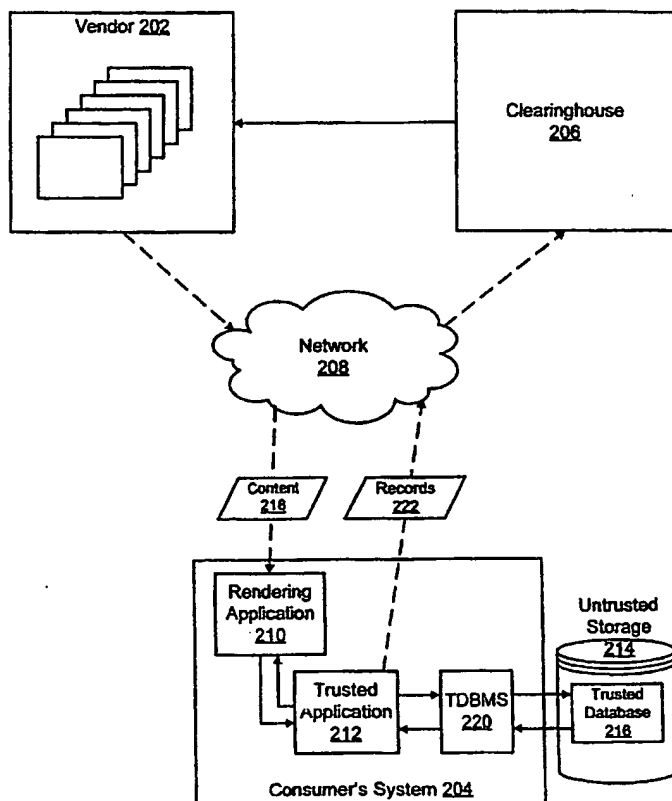 Vendor 202
Clearinghouse
206
Network
208
Content
218
Records
222
Rendering
Application
210
Untrusted
Storage
214
Trusted
Application
212
TDBMS
220
Trusted
Database
216
Consumer's System 204